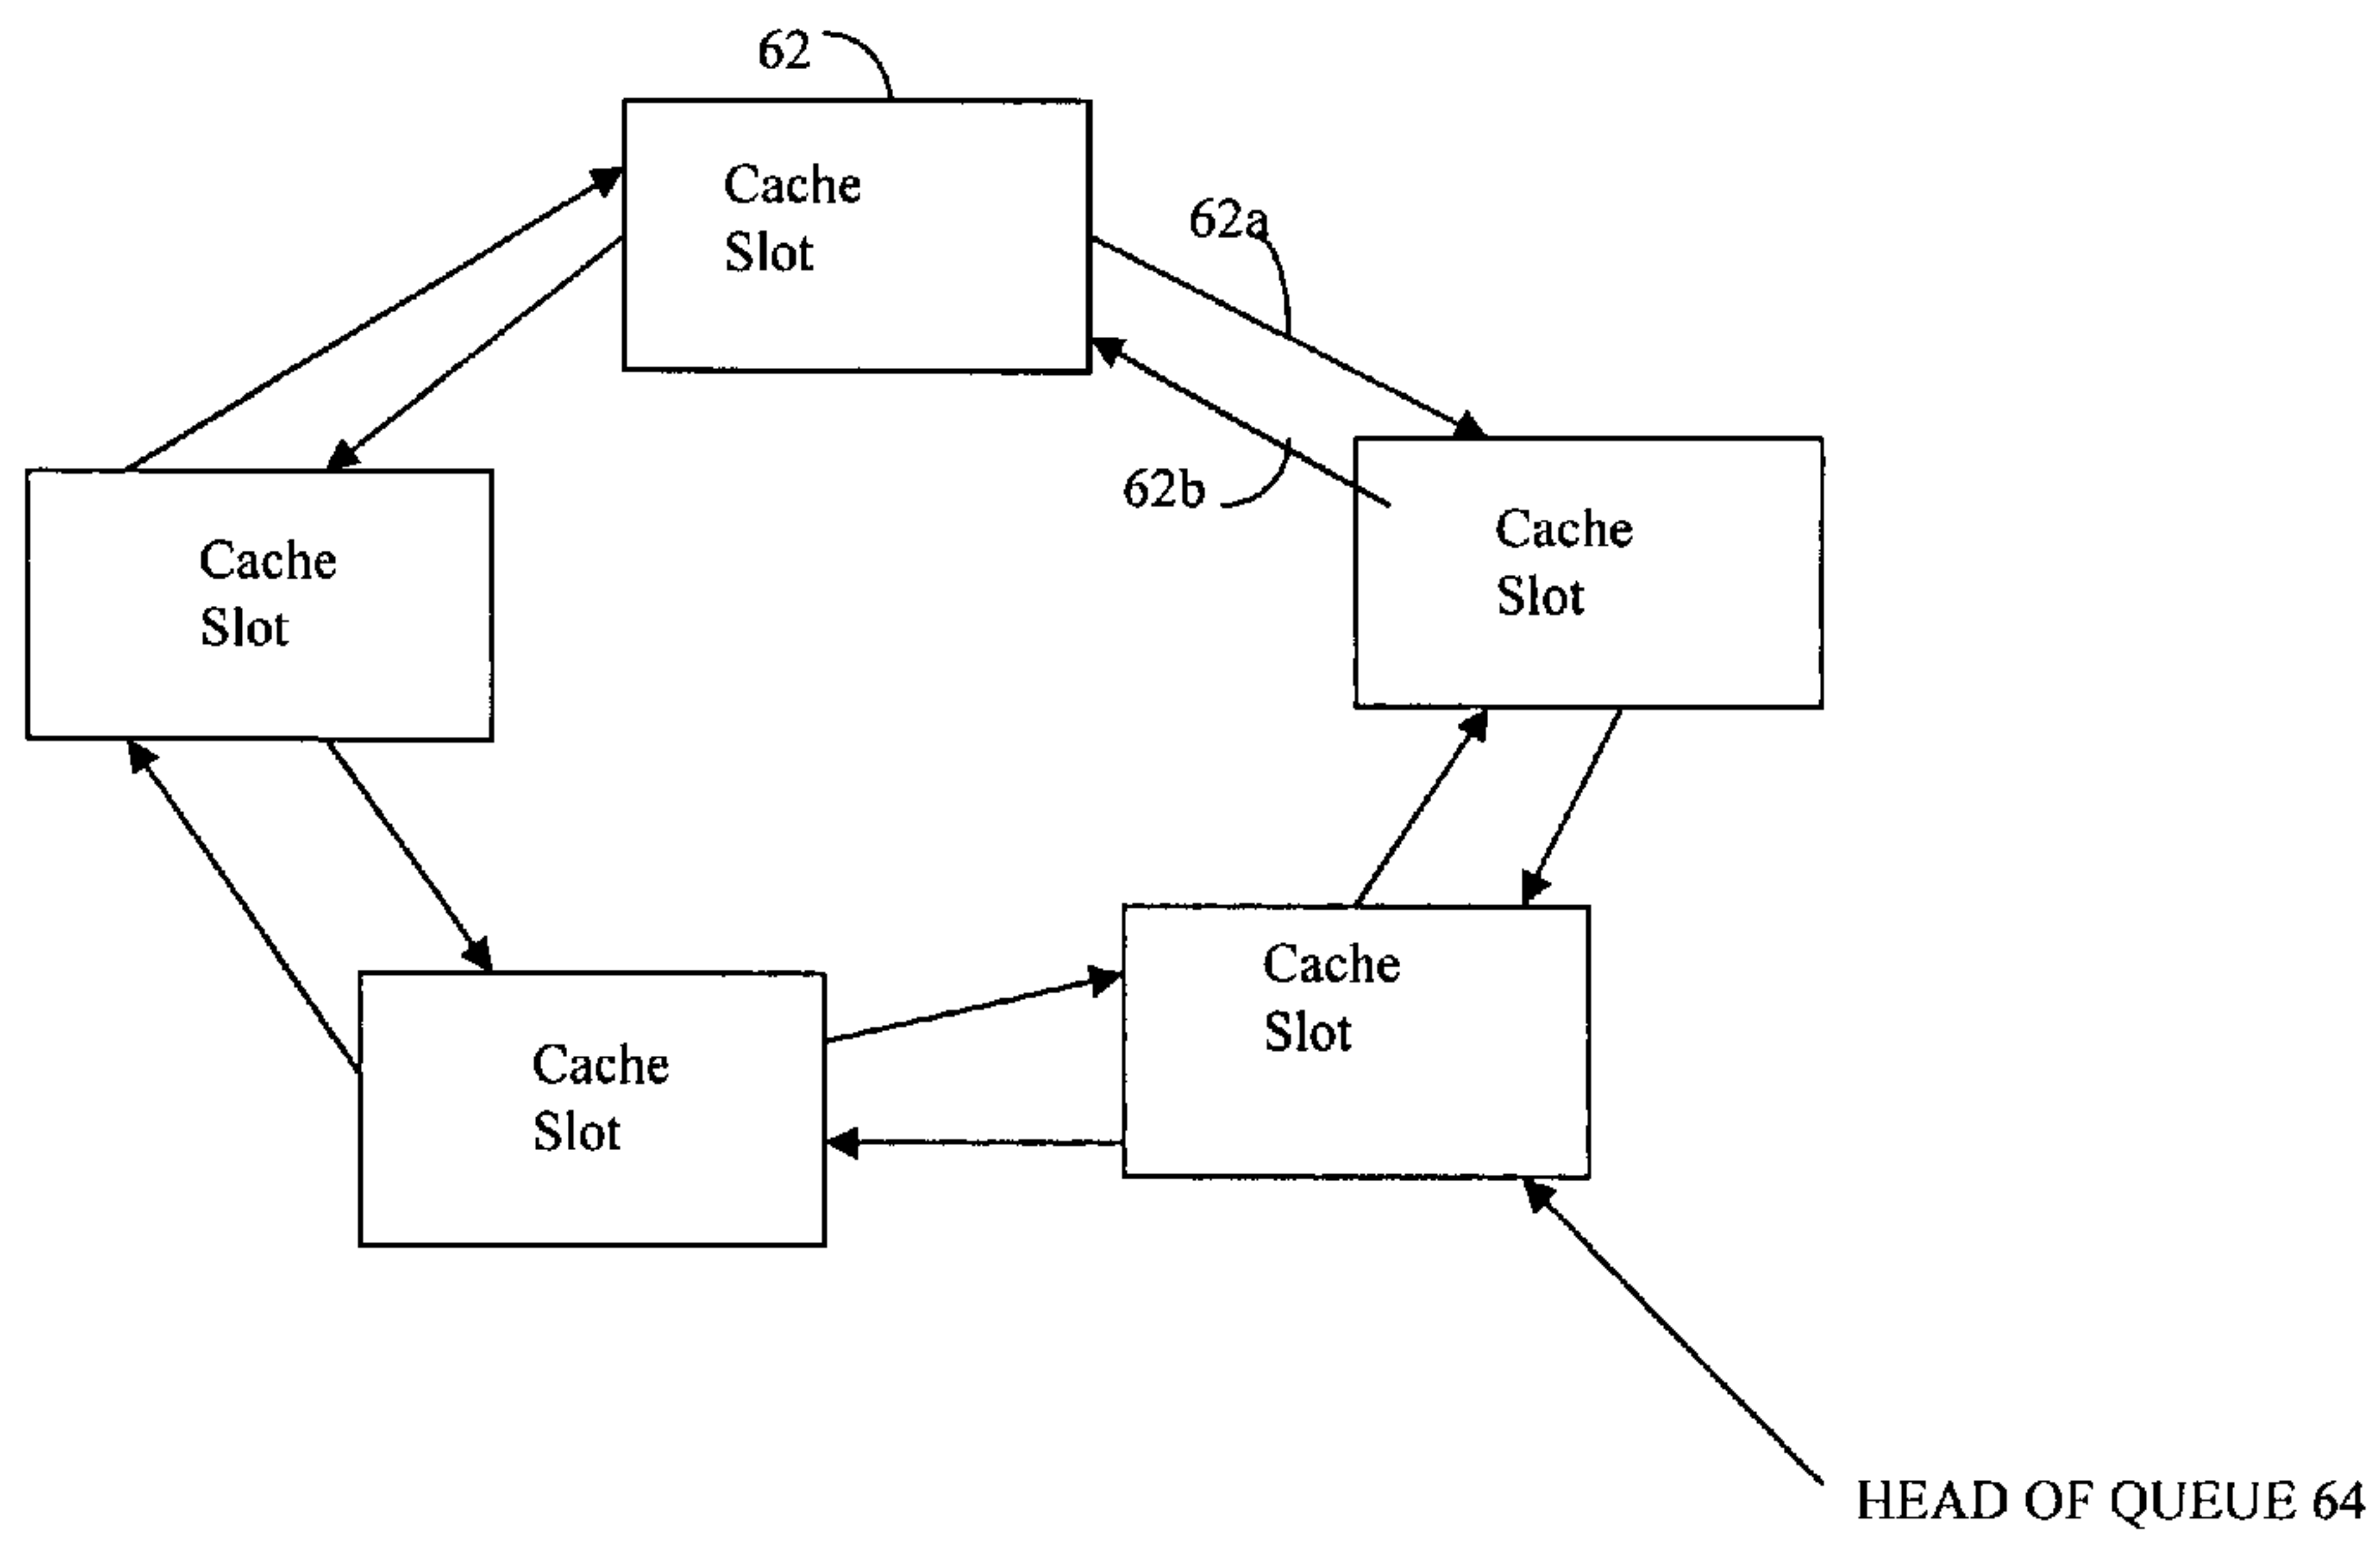 62
Cache
Slot
62a
62b
Cache
Slot
Cache
Slot
Cache
Slot
Cache
Slot
HEAD OF QUEUE 64